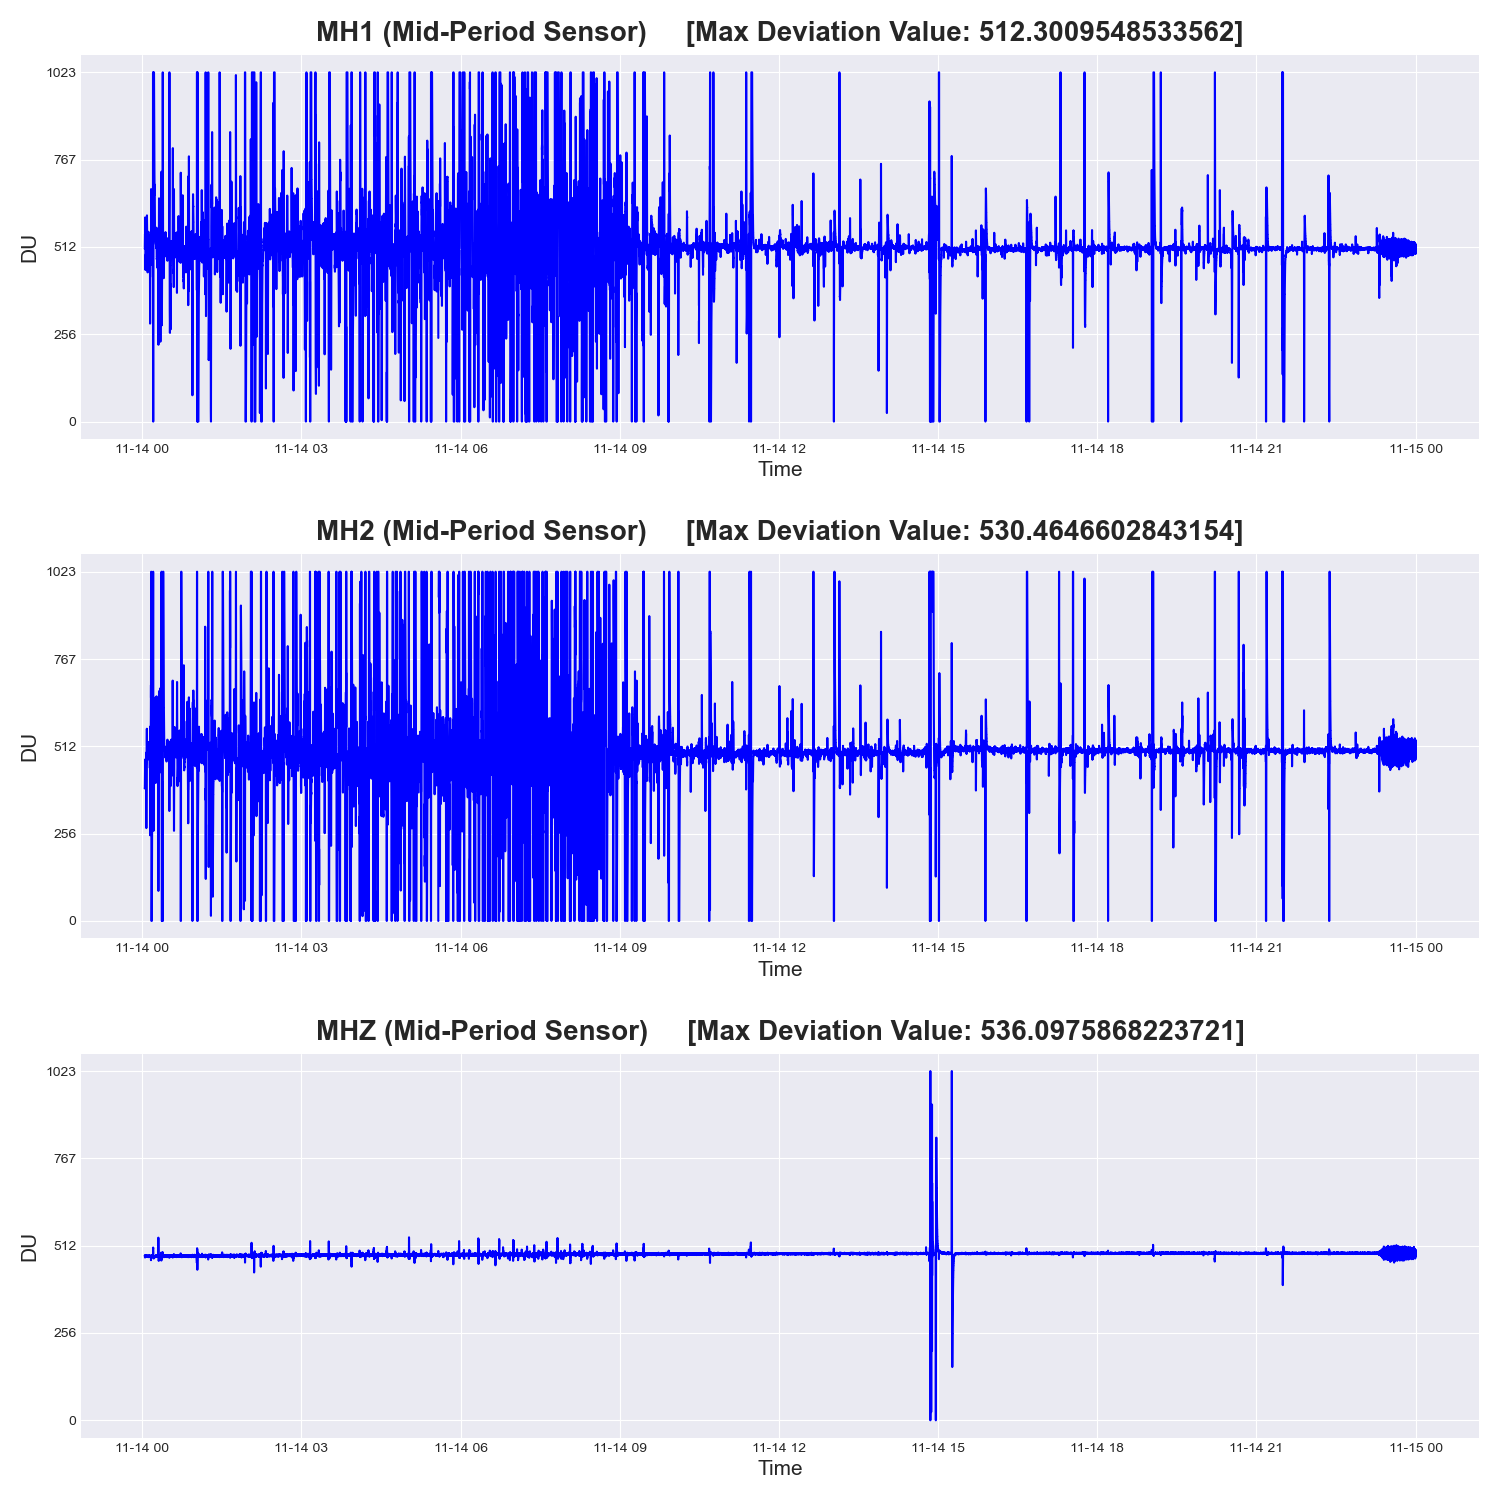 MH1 (Mid-Period Sensor) [Max Deviation Value: 512.3009548533562]
1023
767
512
256
0
DU
11-14 00 11-14 03 11-14 06 11-14 09 11-14 12 11-14 15 11-14 18 11-14 21 11-15 00
Time
MH2 (Mid-Period Sensor) [Max Deviation Value: 530.4646602843154]
1023
767
512
256
0
DU
11-14 00 11-14 03 11-14 06 11-14 09 11-14 12 11-14 15 11-14 18 11-14 21 11-15 00
Time
MHZ (Mid-Period Sensor) [Max Deviation Value: 536.0975868223721]
1023
767
512
256
0
DU
11-14 00 11-14 03 11-14 06 11-14 09 11-14 12 11-14 15 11-14 18 11-14 21 11-15 00
Time